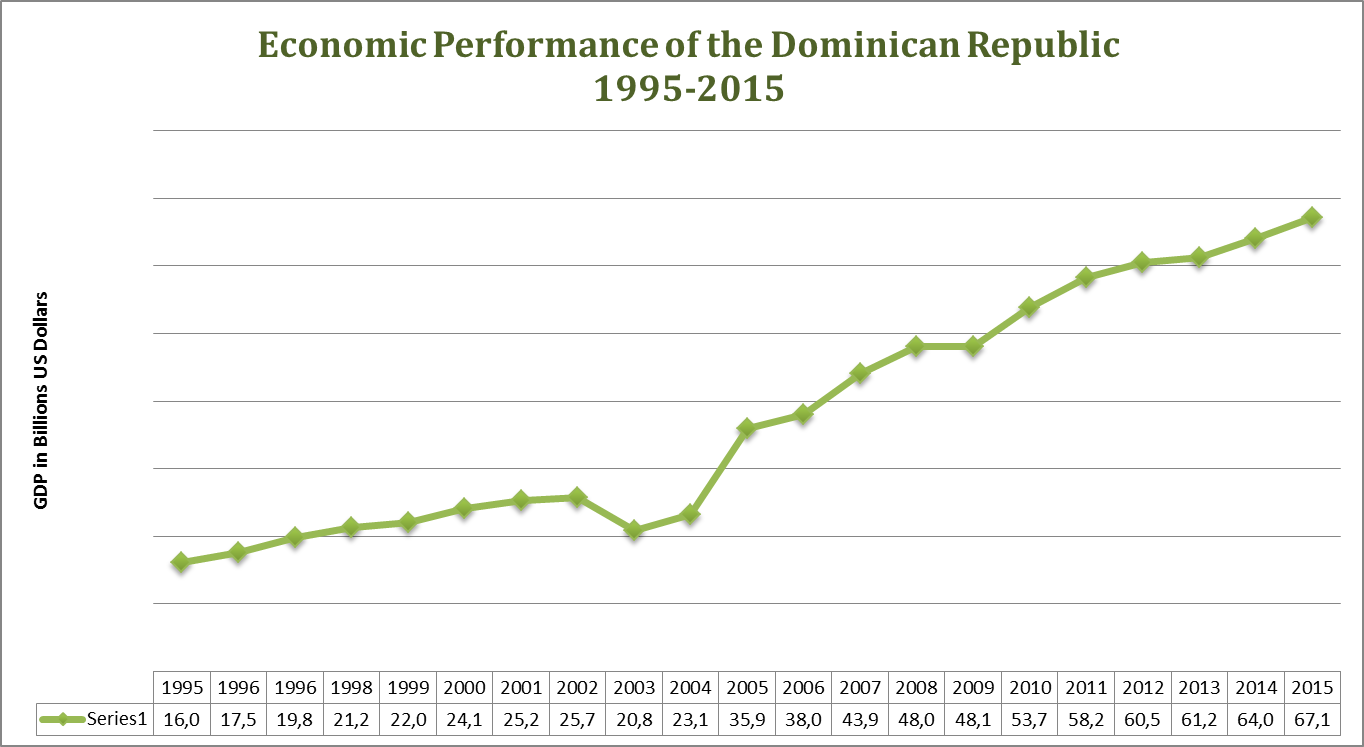 Economic Performance of the Dominican Republic
1995-2015
GDP in Billions US Dollars
1995 1996 1996 1998 1999 2000 2001 2002 2003 2004 2005 2006 2007 2008 2009 2010 2011 2012 2013 2014 2015
Series1 16,0 17,5 19,8 21,2 22,0 24,1 25,2 25,7 20,8 23,1 35,9 38,0 43,9 48,0 48,1 53,7 58,2 60,5 61,2 64,0 67,1